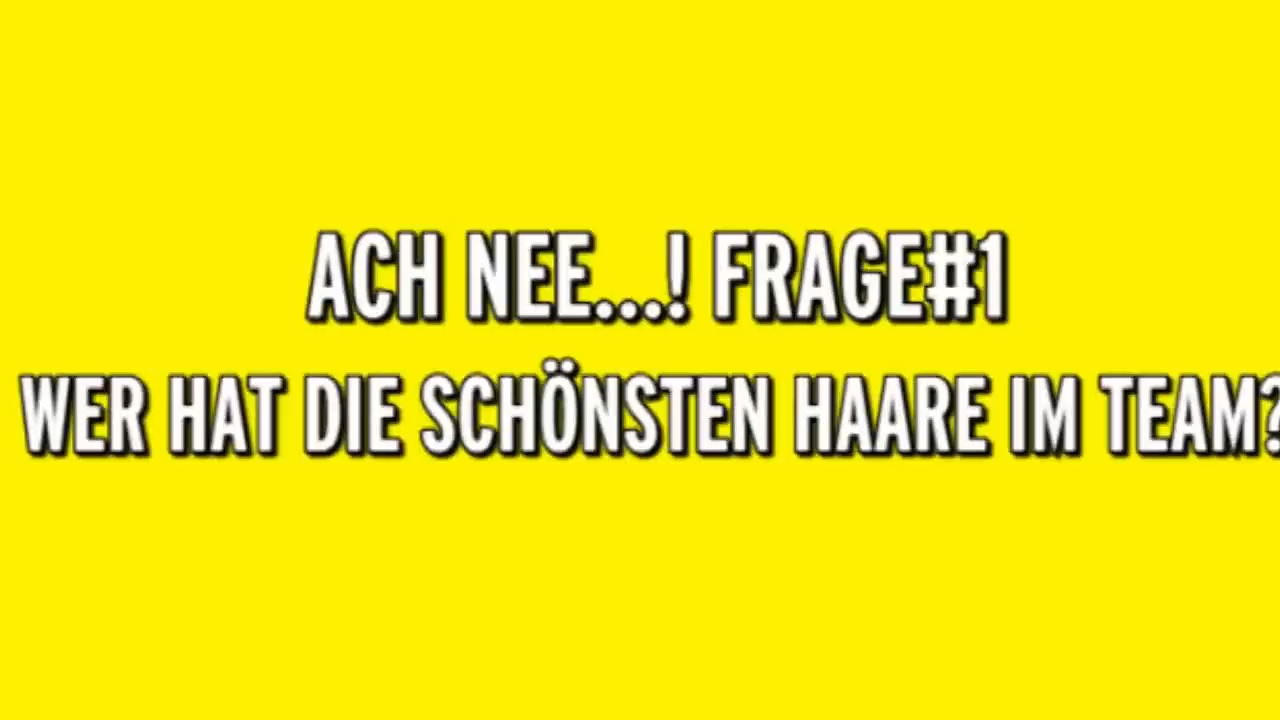 ACH NEE...! FRAGE#1
WER HAT DIE SCHÖNSTEN HAARE IM TEAM?